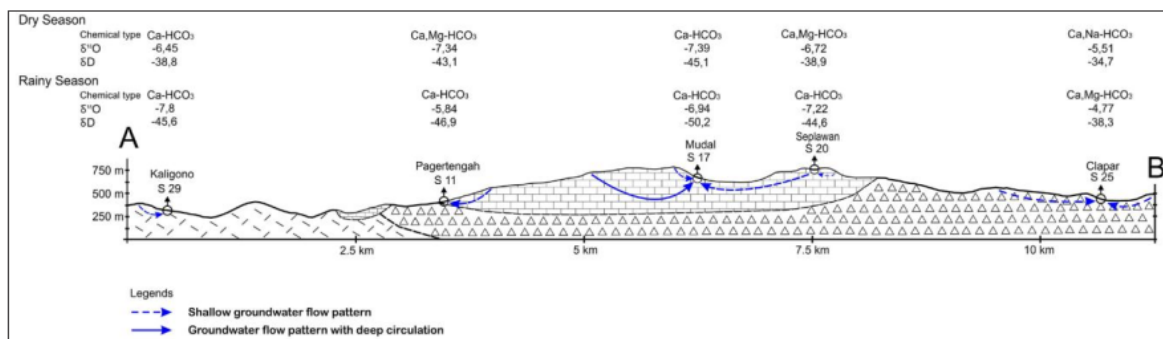 Dry Season
Chemical type Ca-HCO₃ Ca,Mg-HCO₃ Ca-HCO₃ Ca,Mg-HCO₃ Ca,Na-HCO₃
δ¹⁸O -6,45 -7,34 -7,39 -6,72 -5,51
δD -38,8 -43,1 -45,1 -38,9 -34,7
Rainy Season
Chemical type Ca-HCO₃ Ca-HCO₃ Ca-HCO₃ Ca-HCO₃ Ca,Mg-HCO₃
δ¹⁸O -7,8 -5,84 -6,94 -7,22 -4,77
δD -45,6 -46,9 -50,2 -44,6 -38,3
A
B
Kaligono
S 29
Pagertengah
S 11
Mudal
S 17
Seplawan
S 20
Clapar
S 25
750 m
500 m
250 m
2.5 km 5 km 7.5 km 10 km
Legends
Shallow groundwater flow pattern
Groundwater flow pattern with deep circulation